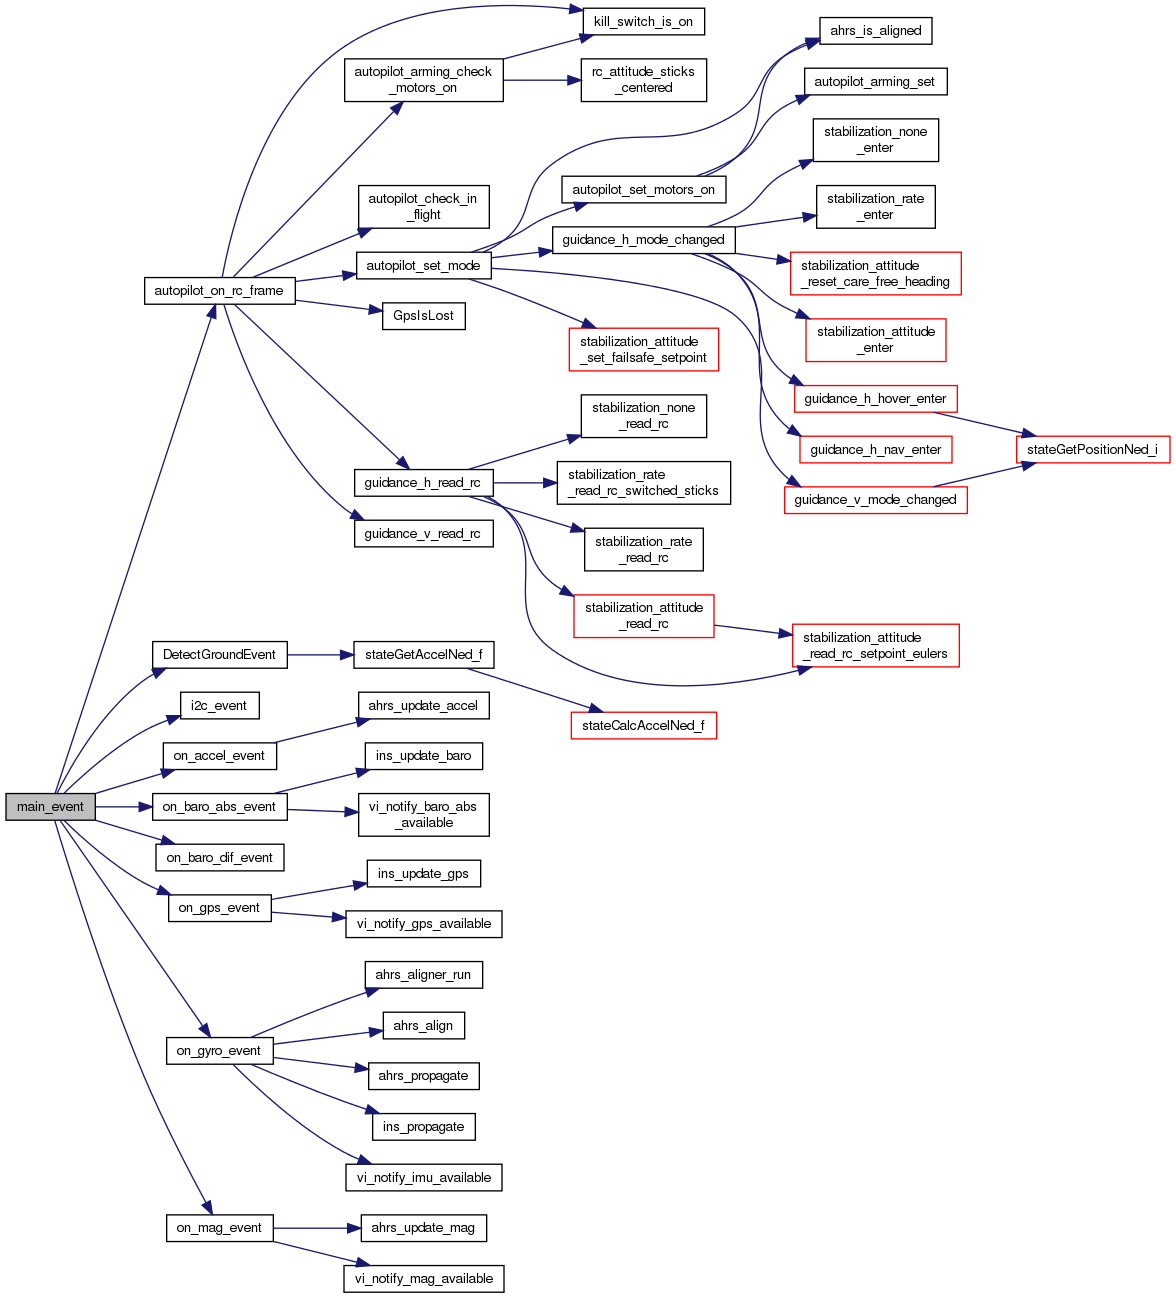 kill_switch_is_on
ahrs_is_aligned
autopilot_arming_check
_motors_on
rc_attitude_sticks
_centered
autopilot_arming_set
stabilization_none
_enter
autopilot_check_in
_flight
autopilot_set_motors_on
stabilization_rate
_enter
guidance_h_mode_changed
autopilot_set_mode
stabilization_attitude
_reset_care_free_heading
autopilot_on_rc_frame
GpsIsLost
stabilization_attitude
_set_failsafe_setpoint
stabilization_attitude
_enter
guidance_h_hover_enter
stabilization_none
_read_rc
guidance_h_nav_enter
stateGetPositionNed_i
guidance_h_read_rc
stabilization_rate
_read_rc_switched_sticks
guidance_v_mode_changed
guidance_v_read_rc
stabilization_rate
_read_rc
stabilization_attitude
_read_rc
stabilization_attitude
_read_rc_setpoint_eulers
DetectGroundEvent
stateGetAccelNed_f
i2c_event
ahrs_update_accel
stateCalcAccelNed_f
on_accel_event
ins_update_baro
main_event
on_baro_abs_event
vi_notify_baro_abs
_available
on_baro_dif_event
ins_update_gps
on_gps_event
vi_notify_gps_available
ahrs_aligner_run
ahrs_align
on_gyro_event
ahrs_propagate
ins_propagate
vi_notify_imu_available
on_mag_event
ahrs_update_mag
vi_notify_mag_available